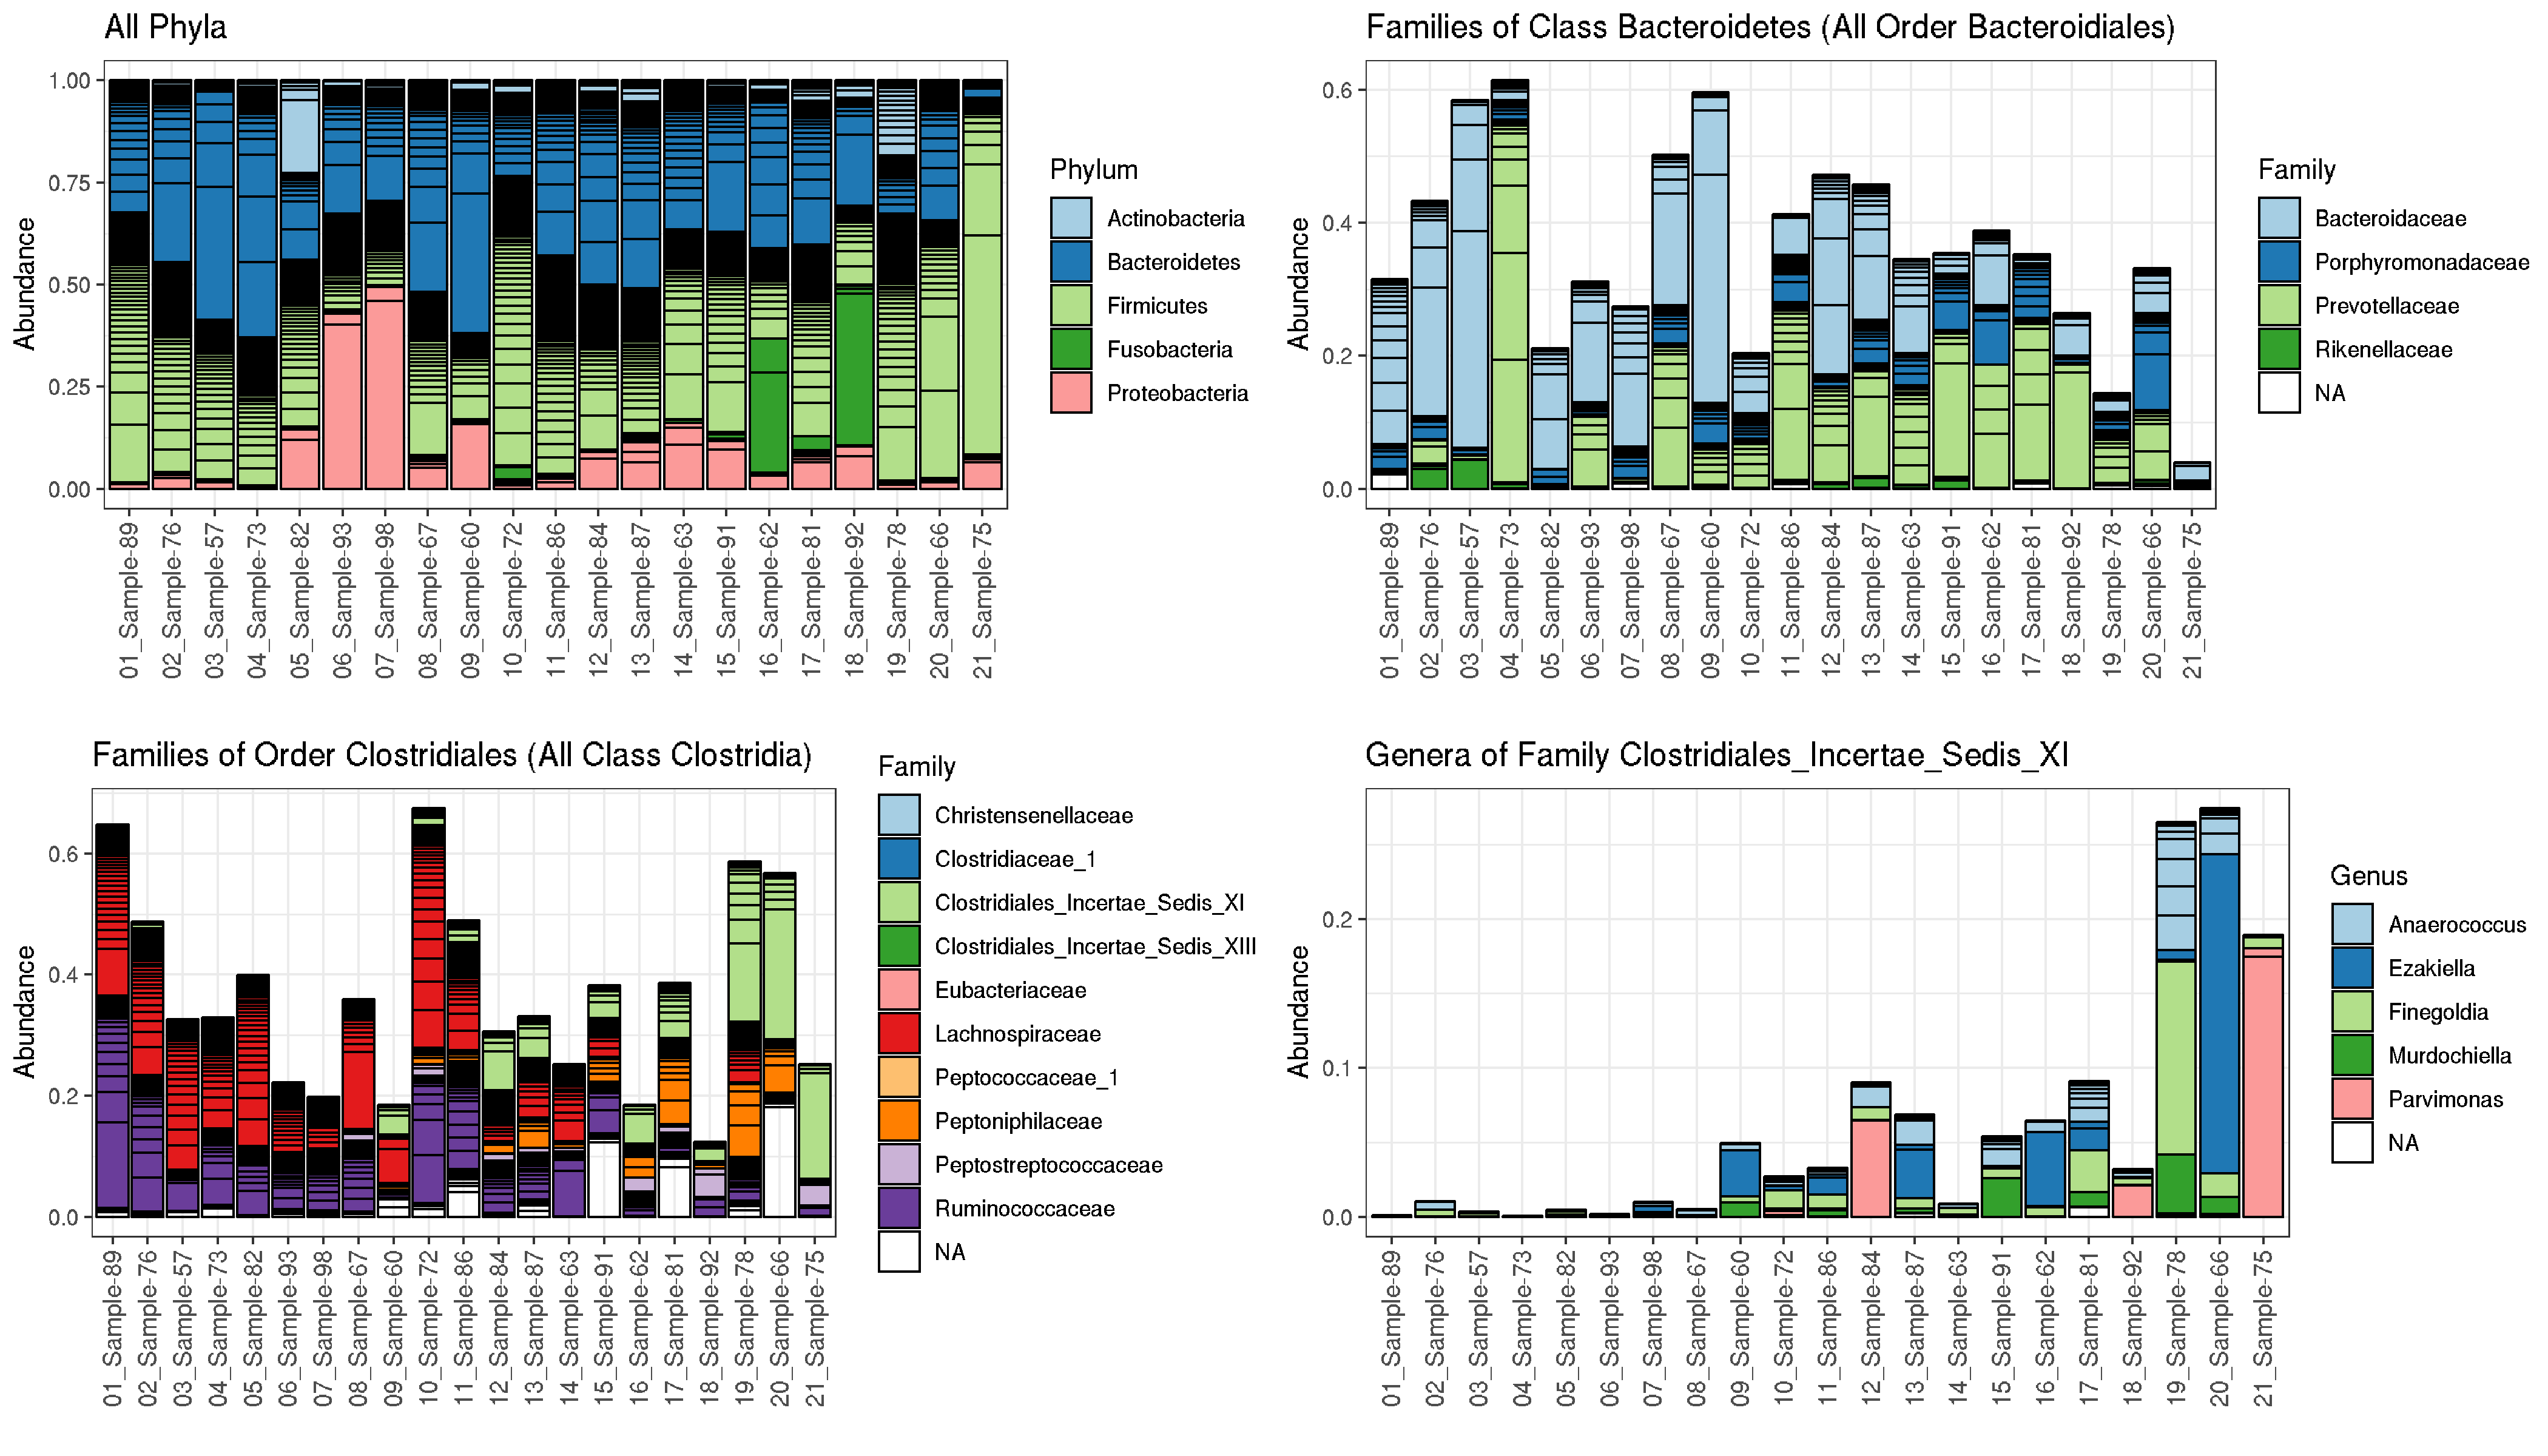 All Phyla
Abundance
1.00
0.75
0.50
0.25
0.00
01_Sample-89
02_Sample-76
03_Sample-57
04_Sample-73
05_Sample-82
06_Sample-93
07_Sample-98
08_Sample-67
09_Sample-60
10_Sample-72
11_Sample-86
12_Sample-84
13_Sample-87
14_Sample-63
15_Sample-91
16_Sample-62
17_Sample-81
18_Sample-92
19_Sample-78
20_Sample-66
21_Sample-75
Phylum
Actinobacteria
Bacteroidetes
Firmicutes
Fusobacteria
Proteobacteria
Families of Class Bacteroidetes (All Order Bacteroidiales)
Abundance
0.6
0.4
0.2
0.0
01_Sample-89
02_Sample-76
03_Sample-57
04_Sample-73
05_Sample-82
06_Sample-93
07_Sample-98
08_Sample-67
09_Sample-60
10_Sample-72
11_Sample-86
12_Sample-84
13_Sample-87
14_Sample-63
15_Sample-91
16_Sample-62
17_Sample-81
18_Sample-92
19_Sample-78
20_Sample-66
21_Sample-75
Family
Bacteroidaceae
Porphyromonadaceae
Prevotellaceae
Rikenellaceae
NA
Families of Order Clostridiales (All Class Clostridia)
Abundance
0.6
0.4
0.2
0.0
01_Sample-89
02_Sample-76
03_Sample-57
04_Sample-73
05_Sample-82
06_Sample-93
07_Sample-98
08_Sample-67
09_Sample-60
10_Sample-72
11_Sample-86
12_Sample-84
13_Sample-87
14_Sample-63
15_Sample-91
16_Sample-62
17_Sample-81
18_Sample-92
19_Sample-78
20_Sample-66
21_Sample-75
Family
Christensenellaceae
Clostridiaceae_1
Clostridiales_Incertae_Sedis_XI
Clostridiales_Incertae_Sedis_XIII
Eubacteriaceae
Lachnospiraceae
Peptococcaceae_1
Peptoniphilaceae
Peptostreptococcaceae
Ruminococcaceae
NA
Genera of Family Clostridiales_Incertae_Sedis_XI
Abundance
0.2
0.1
0.0
01_Sample-89
02_Sample-76
03_Sample-57
04_Sample-73
05_Sample-82
06_Sample-93
07_Sample-98
08_Sample-67
09_Sample-60
10_Sample-72
11_Sample-86
12_Sample-84
13_Sample-87
14_Sample-63
15_Sample-91
16_Sample-62
17_Sample-81
18_Sample-92
19_Sample-78
20_Sample-66
21_Sample-75
Genus
Anaerococcus
Ezakiella
Finegoldia
Murdochiella
Parvimonas
NA